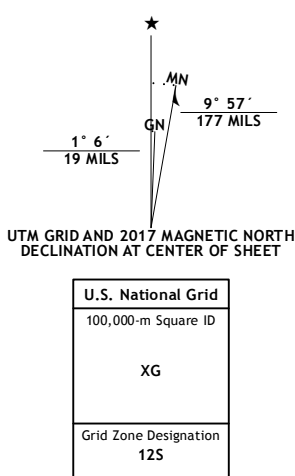 MN
9° 57´
177 MILS
GN
1° 6´
19 MILS
UTM GRID AND 2017 MAGNETIC NORTH
DECLINATION AT CENTER OF SHEET
U.S. National Grid
100,000-m Square ID
XG
Grid Zone Designation
12S